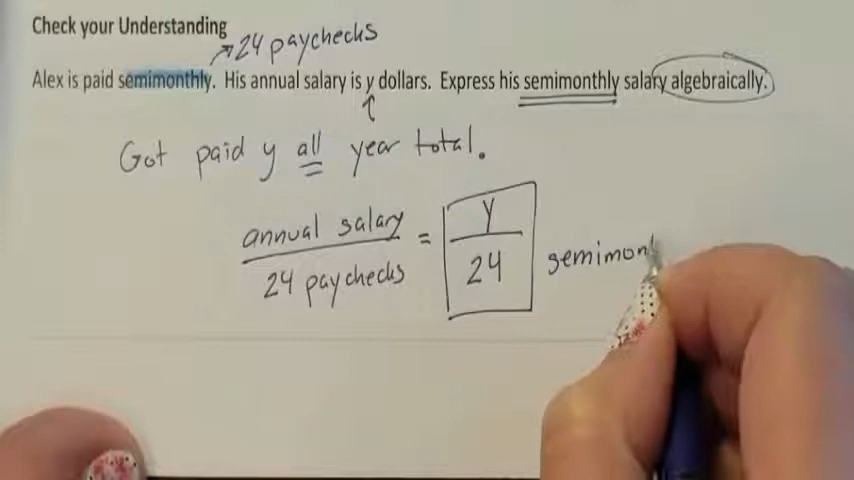 Check your Understanding
24 paychecks
Alex is paid semimonthly. His annual salary is y dollars. Express his semimonthly salary algebraically.
Got paid y all year total.
annual salary = y
24 paychecks 24 semimont